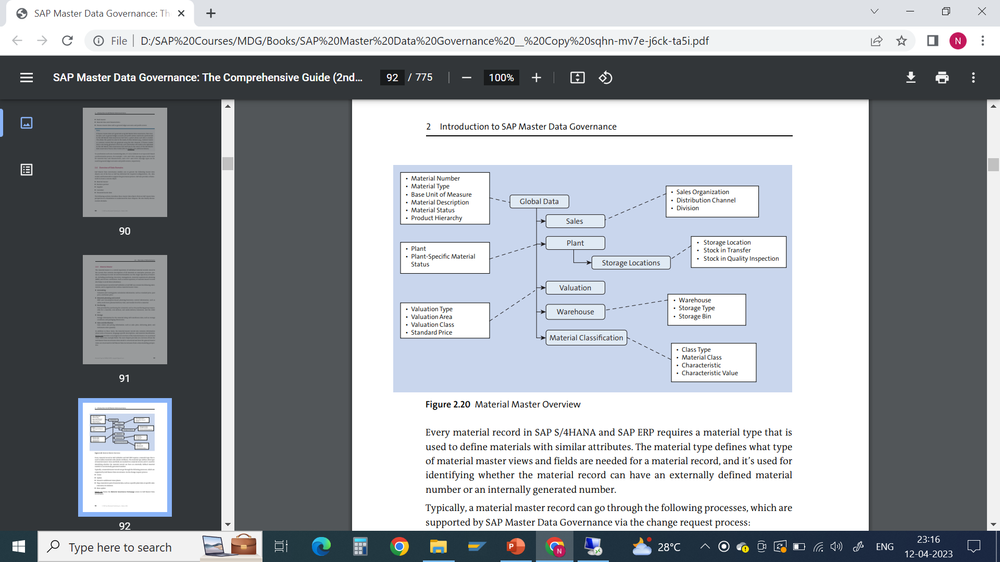 SAP Master Data Governance: Th
File
D:/SAP%20Courses/MDG/Books/SAP%20Master%20Data%20Governance%20__%20Copy%20sqhn-mv7e-j6ck-ta5i.pdf
N
SAP Master Data Governance: The Comprehensive Guide (2nd...
92 / 775
100%
90
91
92
2 Introduction to SAP Master Data Governance
• Material Number
• Material Type
• Base Unit of Measure
• Material Description
• Material Status
• Product Hierarchy
Global Data
• Sales Organization
• Distribution Channel
• Division
Sales
• Plant
• Plant-Specific Material
Status
Plant
• Storage Location
• Stock in Transfer
• Stock in Quality Inspection
Storage Locations
Valuation
• Valuation Type
• Valuation Area
• Valuation Class
• Standard Price
Warehouse
• Warehouse
• Storage Type
• Storage Bin
Material Classification
• Class Type
• Material Class
• Characteristic
• Characteristic Value
Figure 2.20 Material Master Overview
Every material record in SAP S/4HANA and SAP ERP requires a material type that is
used to define materials with similar attributes. The material type defines what type
of material master views and fields are needed for a material record, and it’s used for
identifying whether the material record can have an externally defined material
number or an internally generated number.
Typically, a material master record can go through the following processes, which are
supported by SAP Master Data Governance via the change request process:
Type here to search
28°C
ENG
23:16
12-04-2023